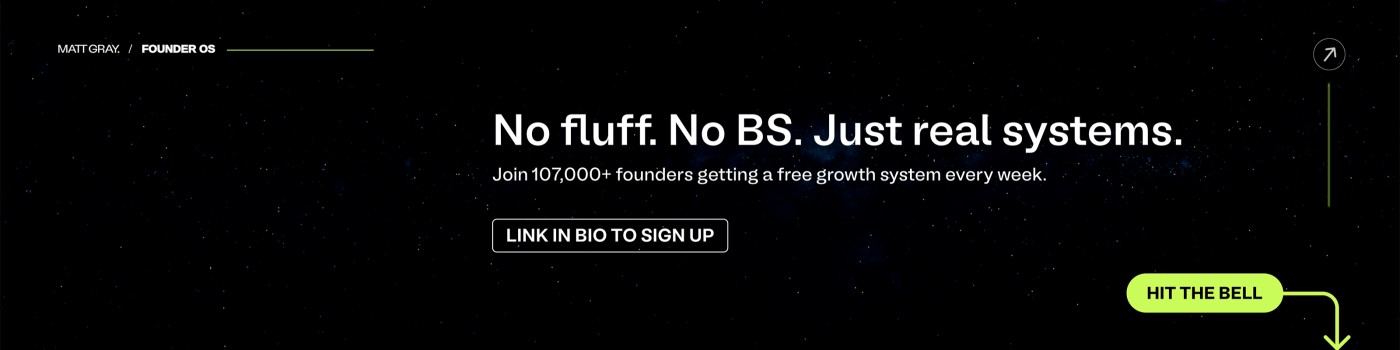 MATT GRAY. / FOUNDER OS
No fluff. No BS. Just real systems.
Join 107,000+ founders getting a free growth system every week.
LINK IN BIO TO SIGN UP
HIT THE BELL